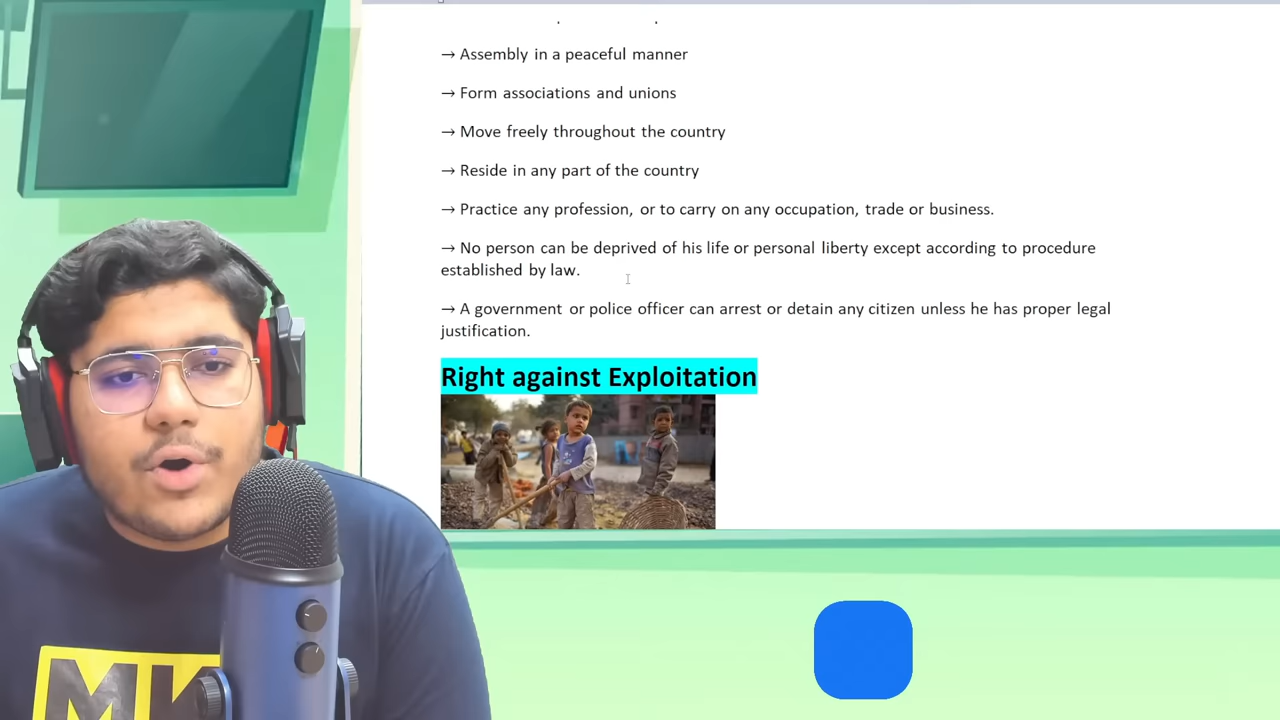 → Assembly in a peaceful manner
→ Form associations and unions
→ Move freely throughout the country
→ Reside in any part of the country
→ Practice any profession, or to carry on any occupation, trade or business.
→ No person can be deprived of his life or personal liberty except according to procedure
established by law.
→ A government or police officer can arrest or detain any citizen unless he has proper legal
justification.
Right against Exploitation